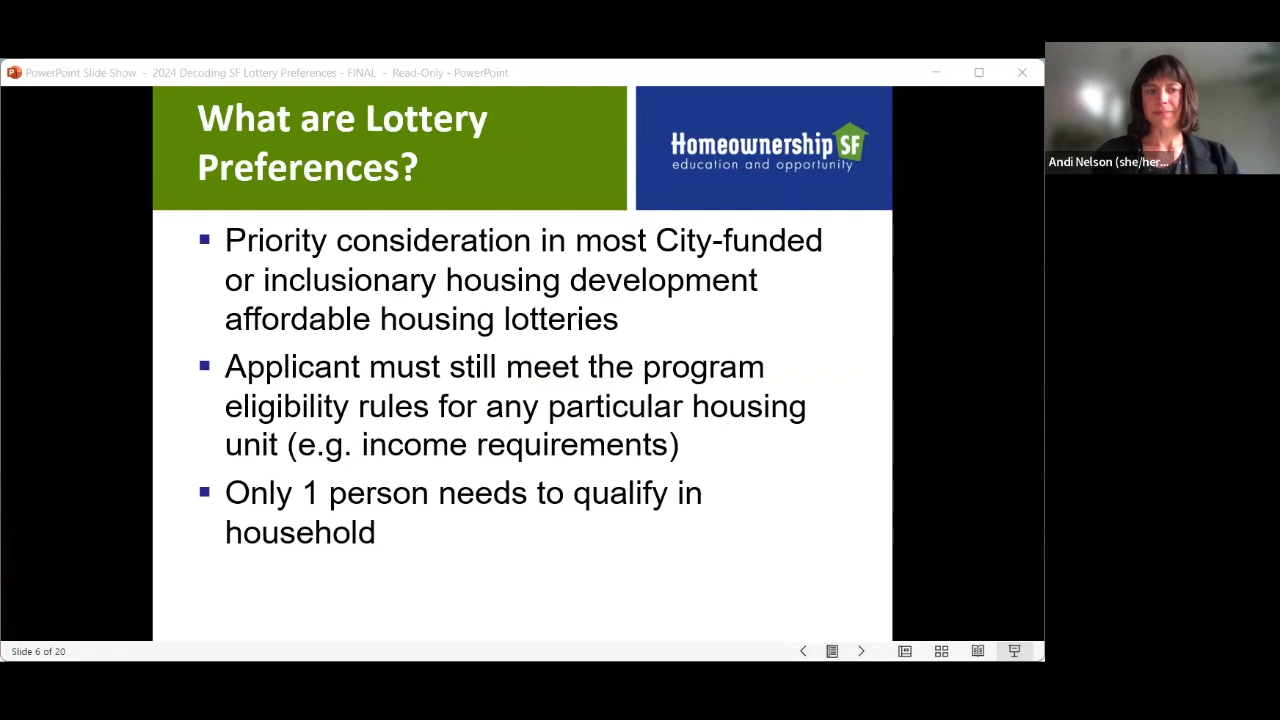 PowerPoint Slide Show - 2024 Decoding SF Lottery Preferences - FINAL - Read-Only - PowerPoint
What are Lottery
Preferences?
Homeownership SF
education and opportunity
Andi Nelson (she/her...
▪ Priority consideration in most City-funded
or inclusionary housing development
affordable housing lotteries
▪ Applicant must still meet the program
eligibility rules for any particular housing
unit (e.g. income requirements)
▪ Only 1 person needs to qualify in
household
Slide 6 of 20